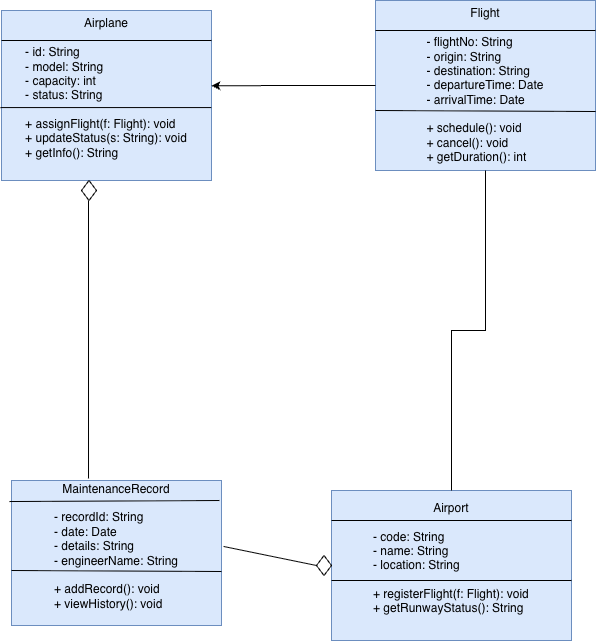 Airplane
- id: String
- model: String
- capacity: int
- status: String
+ assignFlight(f: Flight): void
+ updateStatus(s: String): void
+ getInfo(): String
Flight
- flightNo: String
- origin: String
- destination: String
- departureTime: Date
- arrivalTime: Date
+ schedule(): void
+ cancel(): void
+ getDuration(): int
MaintenanceRecord
- recordId: String
- date: Date
- details: String
- engineerName: String
+ addRecord(): void
+ viewHistory(): void
Airport
- code: String
- name: String
- location: String
+ registerFlight(f: Flight): void
+ getRunwayStatus(): String